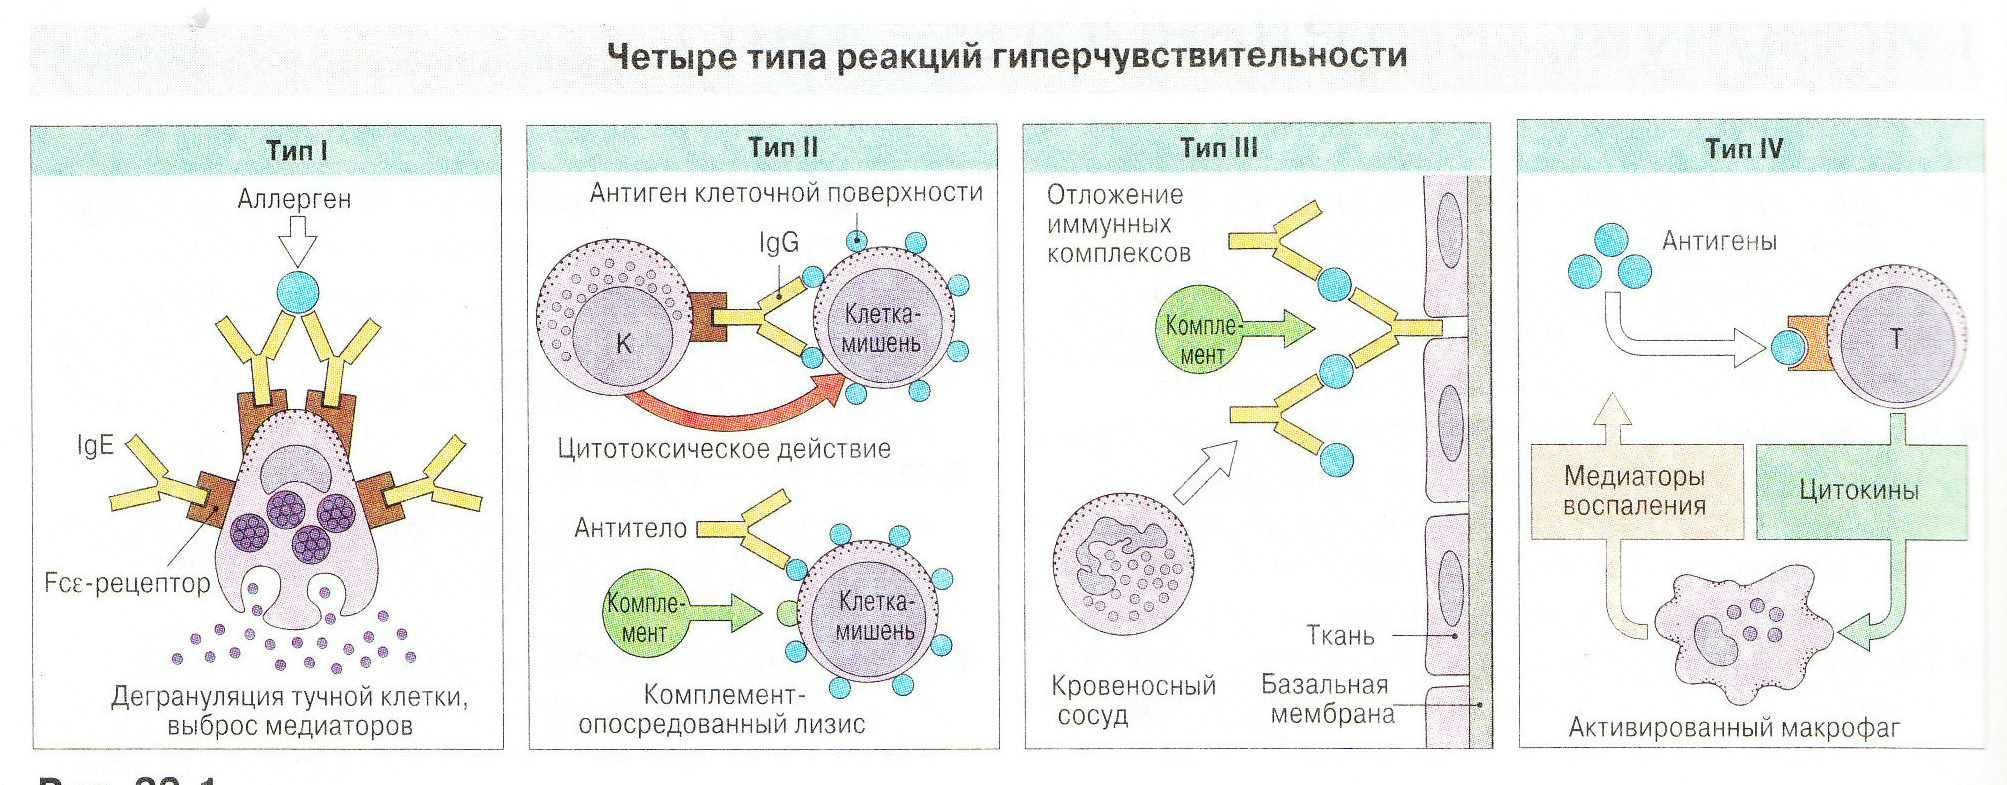 Четыре типа реакций гиперчувствительности
Тип I
Аллерген
IgE
Fcε-рецептор
Дегрануляция тучной клетки,
выброс медиаторов
Тип II
Антиген клеточной поверхности
IgG
К
Клетка-
мишень
Цитотоксическое действие
Антитело
Компле-
мент
Клетка-
мишень
Комплемент-
опосредованный лизис
Тип III
Отложение
иммунных
комплексов
Компле-
мент
Ткань
Кровеносный
сосуд
Базальная
мембрана
Тип IV
Антигены
Т
Медиаторы
воспаления
Цитокины
Активированный макрофаг